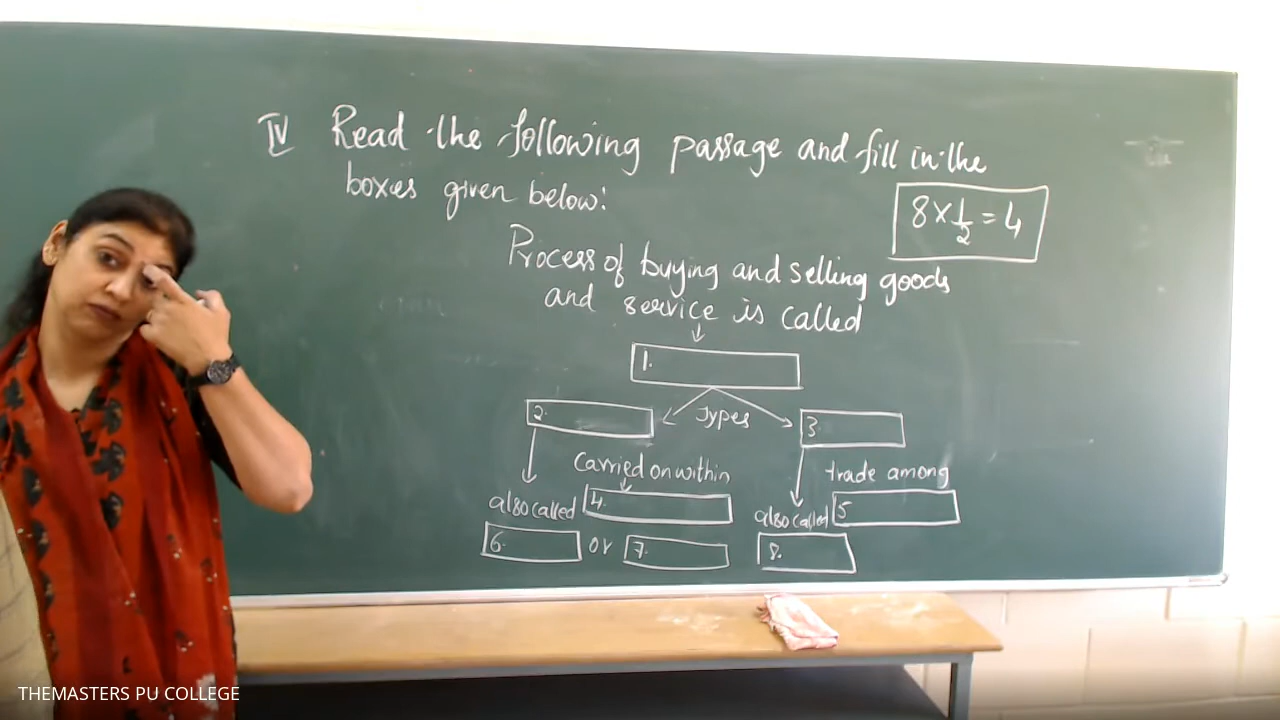 IV Read the following passage and fill in the
boxes given below:
8 × 1/2 = 4
Process of buying and selling goods
and service is called
1.
2. Types 3.
Carried on within trade among
also called 4. also called 5
6. or 7. 8.
THEMASTERS PU COLLEGE